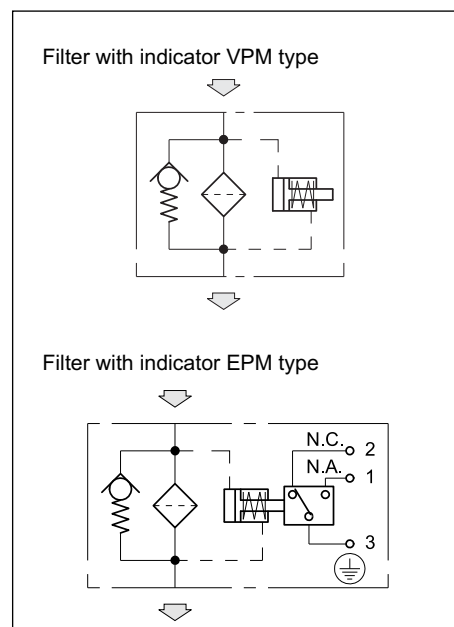 Filter with indicator VPM type
Filter with indicator EPM type
N.C. 2
N.A. 1
3